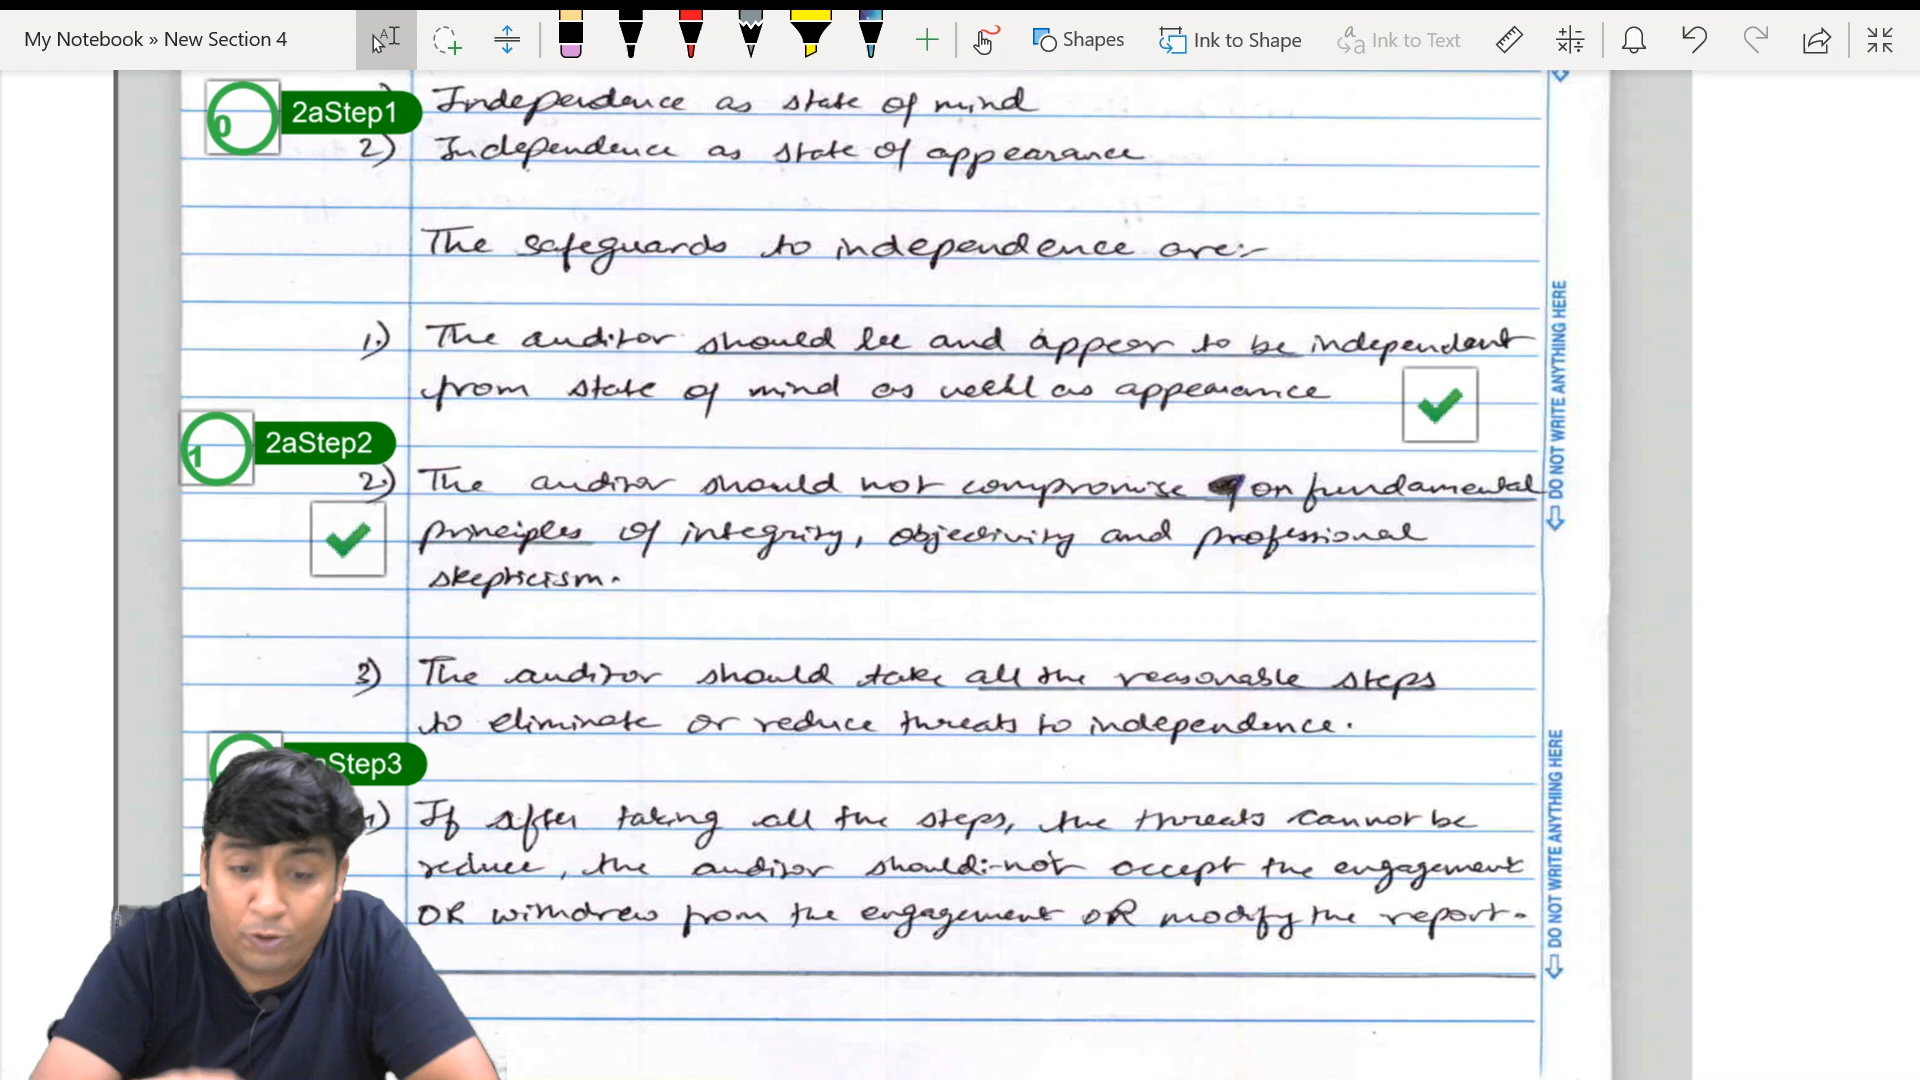 My Notebook » New Section 4
Shapes
Ink to Shape
Ink to Text
0
2aStep1
) Independence as state of mind
2) Independence as state of appearance
The safeguards to independence are:-
1.) The auditor should be and appear to be independent
from state of mind as well as appearance
DO NOT WRITE ANYTHING HERE
1
2aStep2
2.) The auditor should not compromise on fundamental
principles of integrity, objectivity and professional
skepticism.
3) The auditor should take all the reasonable steps
to eliminate or reduce threats to independence.
DO NOT WRITE ANYTHING HERE
aStep3
) If after taking all the steps, the threats cannot be
reduce, the auditor should:-not accept the engagement
OR withdrew from the engagement OR modify the report.